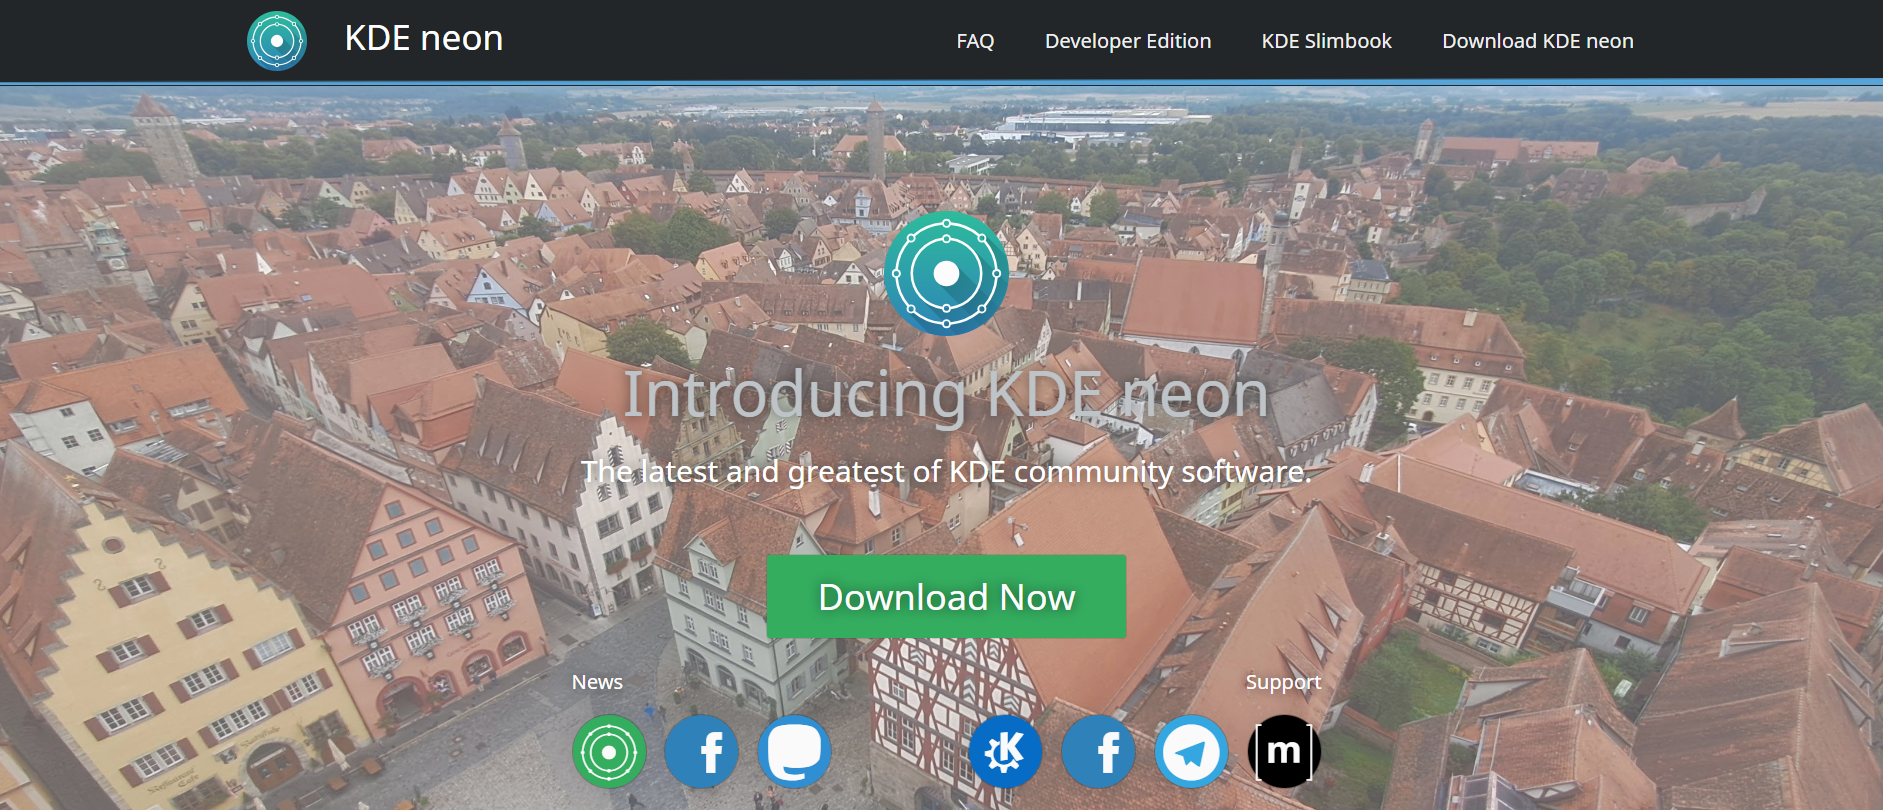 KDE neon
FAQ Developer Edition KDE Slimbook Download KDE neon
Introducing KDE neon
The latest and greatest of KDE community software.
Download Now
News Support
f f [m]